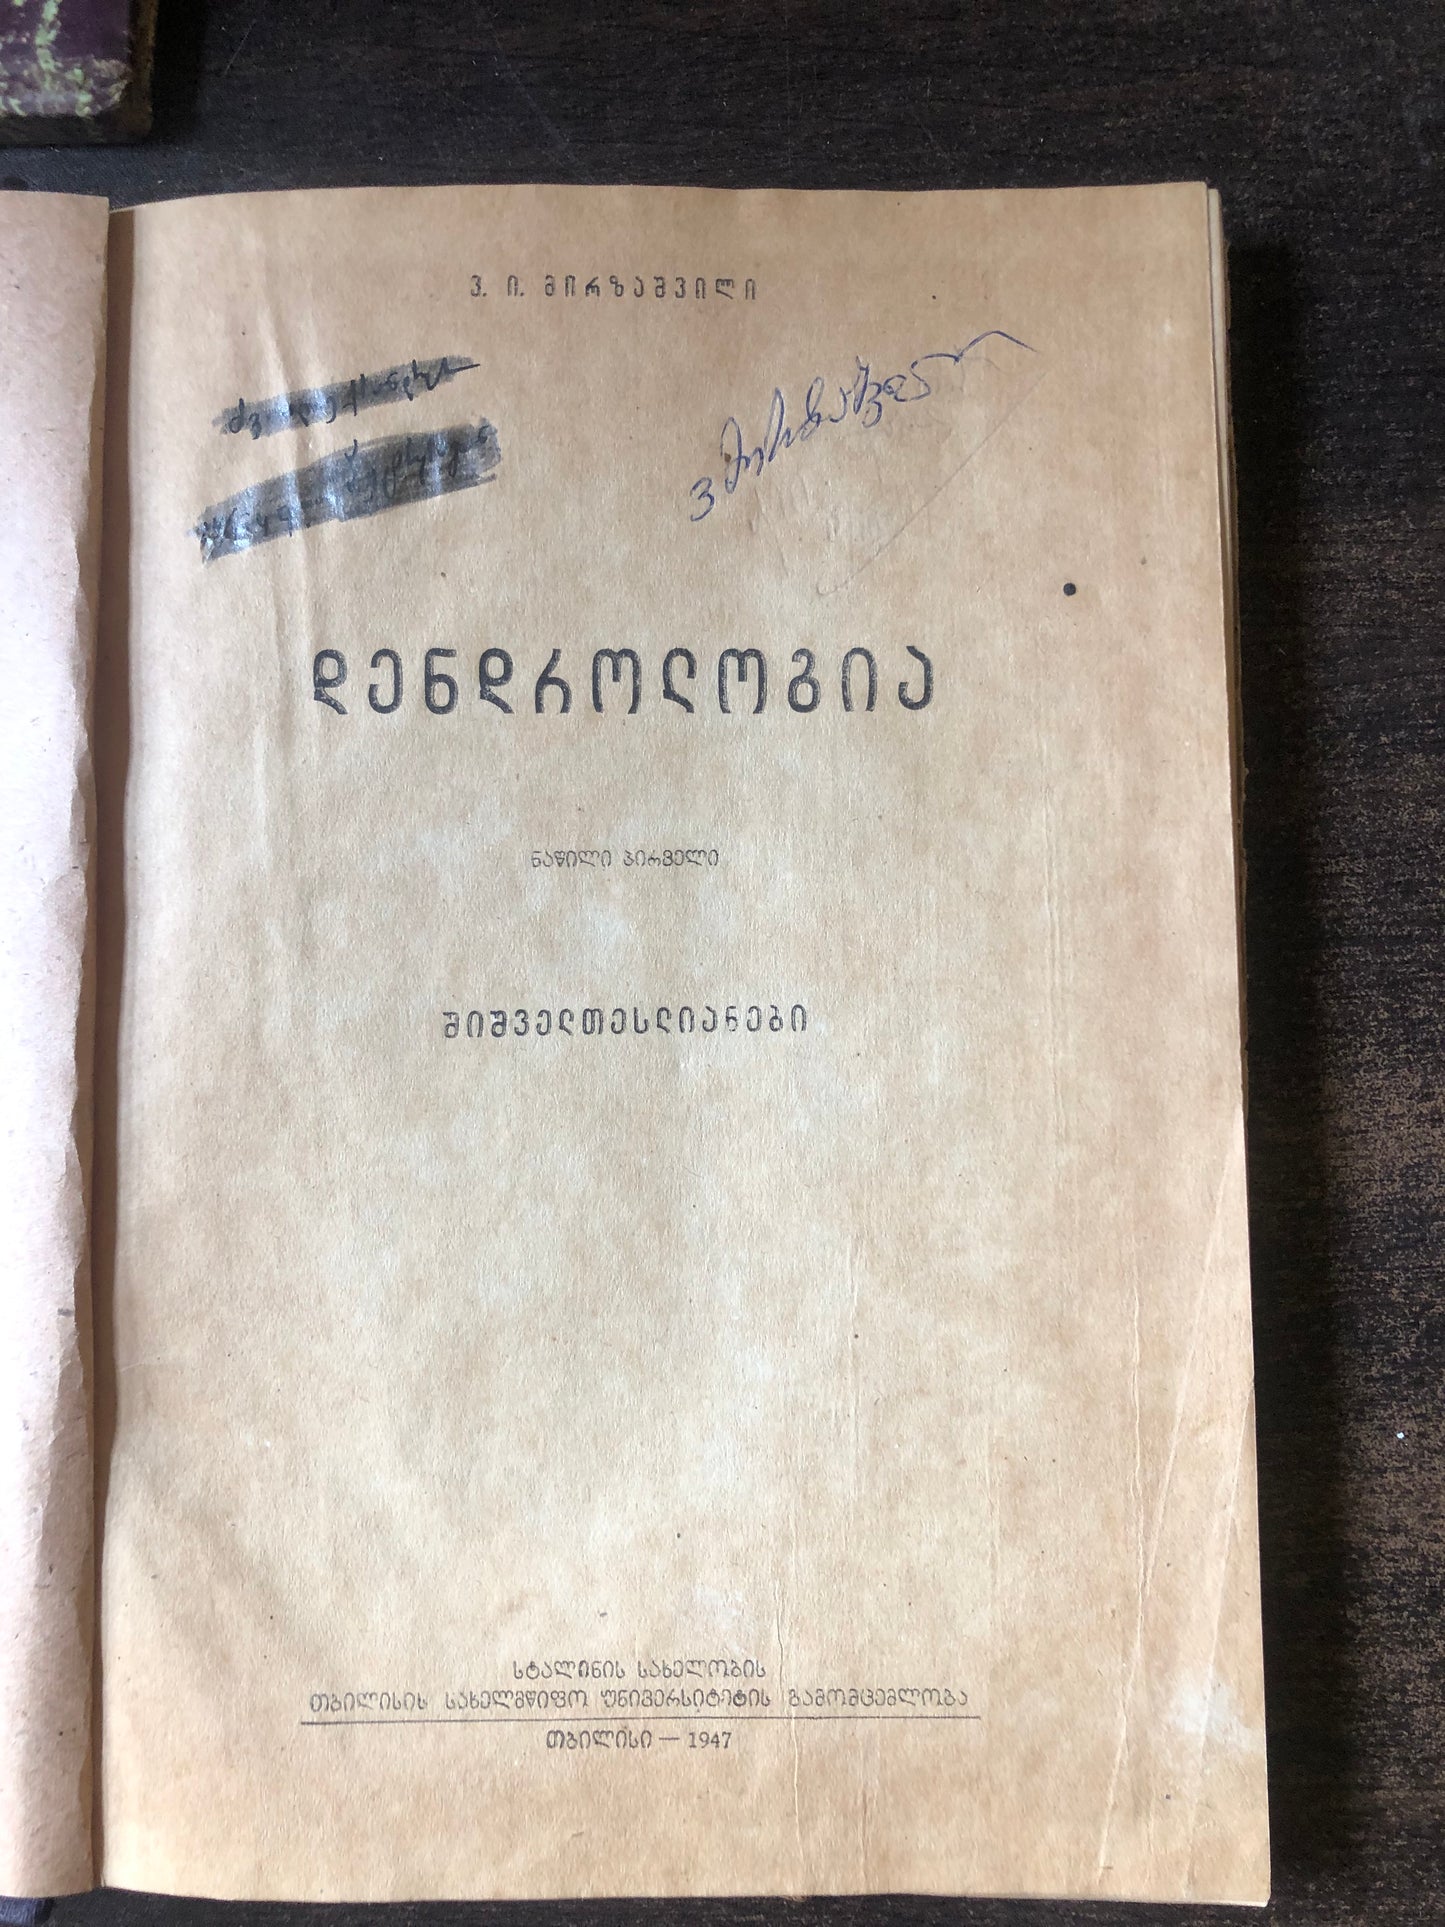 ვ. ი. მირზაშვილი
დენდროლოგია
ნაწილი პირველი
შიშველთესლიანები
სტალინის სახელობის
თბილისის სახელმწიფო უნივერსიტეტის გამომცემლობა
თბილისი — 1947